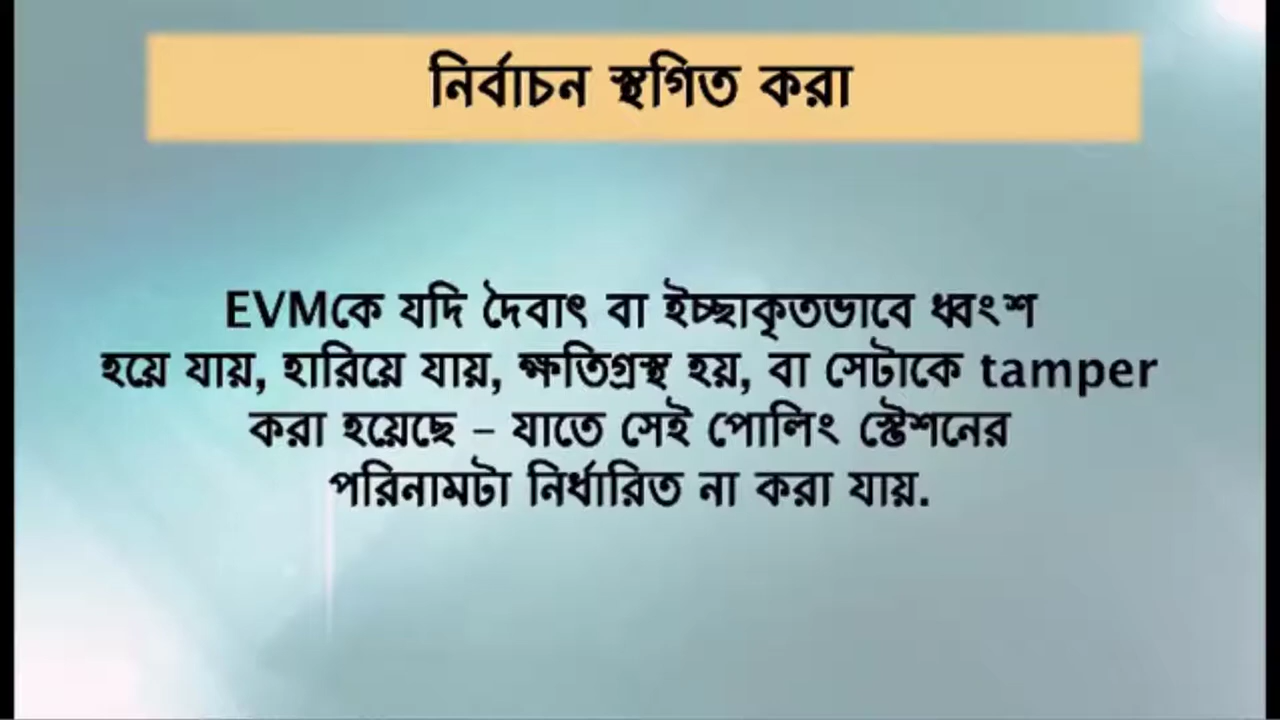 নির্বাচন স্থগিত করা
EVMকে যদি দৈবাৎ বা ইচ্ছাকৃতভাবে ধ্বংশ
হয়ে যায়, হারিয়ে যায়, ক্ষতিগ্রস্থ হয়, বা সেটাকে tamper
করা হয়েছে – যাতে সেই পোলিং স্টেশনের
পরিনামটা নির্ধারিত না করা যায়.